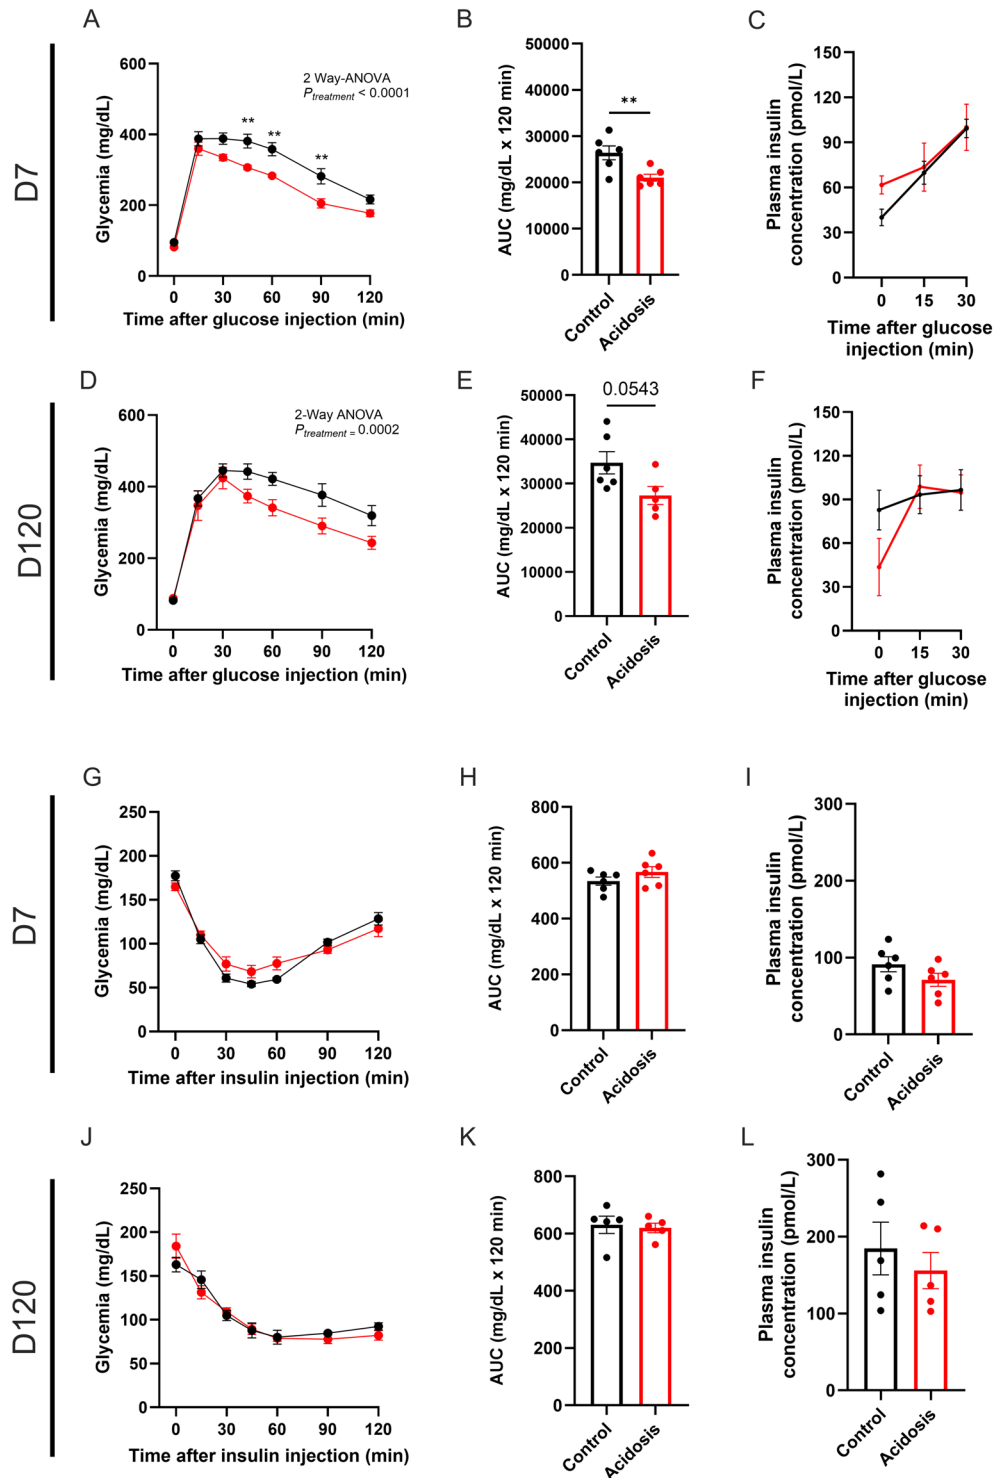 A
B
C
D7
Glycemia (mg/dL)
600
400
200
0
2 Way-ANOVA
P treatment < 0.0001
**
**
**
0 30 60 90 120
Time after glucose injection (min)
AUC (mg/dL x 120 min)
50000
40000
30000
20000
10000
0
**
Control
Acidosis
Plasma insulin
concentration (pmol/L)
150
120
90
60
30
0
0 15 30
Time after glucose
injection (min)
D
E
F
D120
Glycemia (mg/dL)
600
400
200
0
2-Way ANOVA
P treatment = 0.0002
0 30 60 90 120
Time after glucose injection (min)
AUC (mg/dL x 120 min)
50000
40000
30000
20000
10000
0
0.0543
Control
Acidosis
Plasma insulin
concentration (pmol/L)
150
120
90
60
30
0
0 15 30
Time after glucose
injection (min)
G
H
I
D7
Glycemia (mg/dL)
250
200
150
100
50
0
0 30 60 90 120
Time after insulin injection (min)
AUC (mg/dL x 120 min)
800
600
400
200
0
Control
Acidosis
Plasma insulin
concentration (pmol/L)
300
200
100
0
Control
Acidosis
J
K
L
D120
Glycemia (mg/dL)
250
200
150
100
50
0
0 30 60 90 120
Time after insulin injection (min)
AUC (mg/dL x 120 min)
800
600
400
200
0
Control
Acidosis
Plasma insulin
concentration (pmol/L)
300
200
100
0
Control
Acidosis